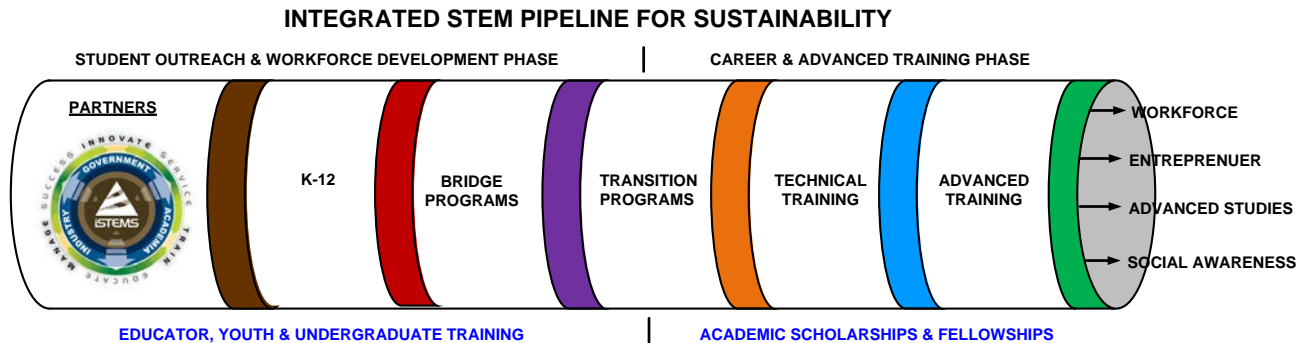 INTEGRATED STEM PIPELINE FOR SUSTAINABILITY
STUDENT OUTREACH & WORKFORCE DEVELOPMENT PHASE
CAREER & ADVANCED TRAINING PHASE
PARTNERS
SUCCESS INNOVATE SERVICE
TRAIN
EDUCATE
MANAGE
GOVERNMENT
INDUSTRY
ACADEMIA
iSTEMS
K-12
BRIDGE
PROGRAMS
TRANSITION
PROGRAMS
TECHNICAL
TRAINING
ADVANCED
TRAINING
WORKFORCE
ENTREPRENUER
ADVANCED STUDIES
SOCIAL AWARENESS
EDUCATOR, YOUTH & UNDERGRADUATE TRAINING
ACADEMIC SCHOLARSHIPS & FELLOWSHIPS